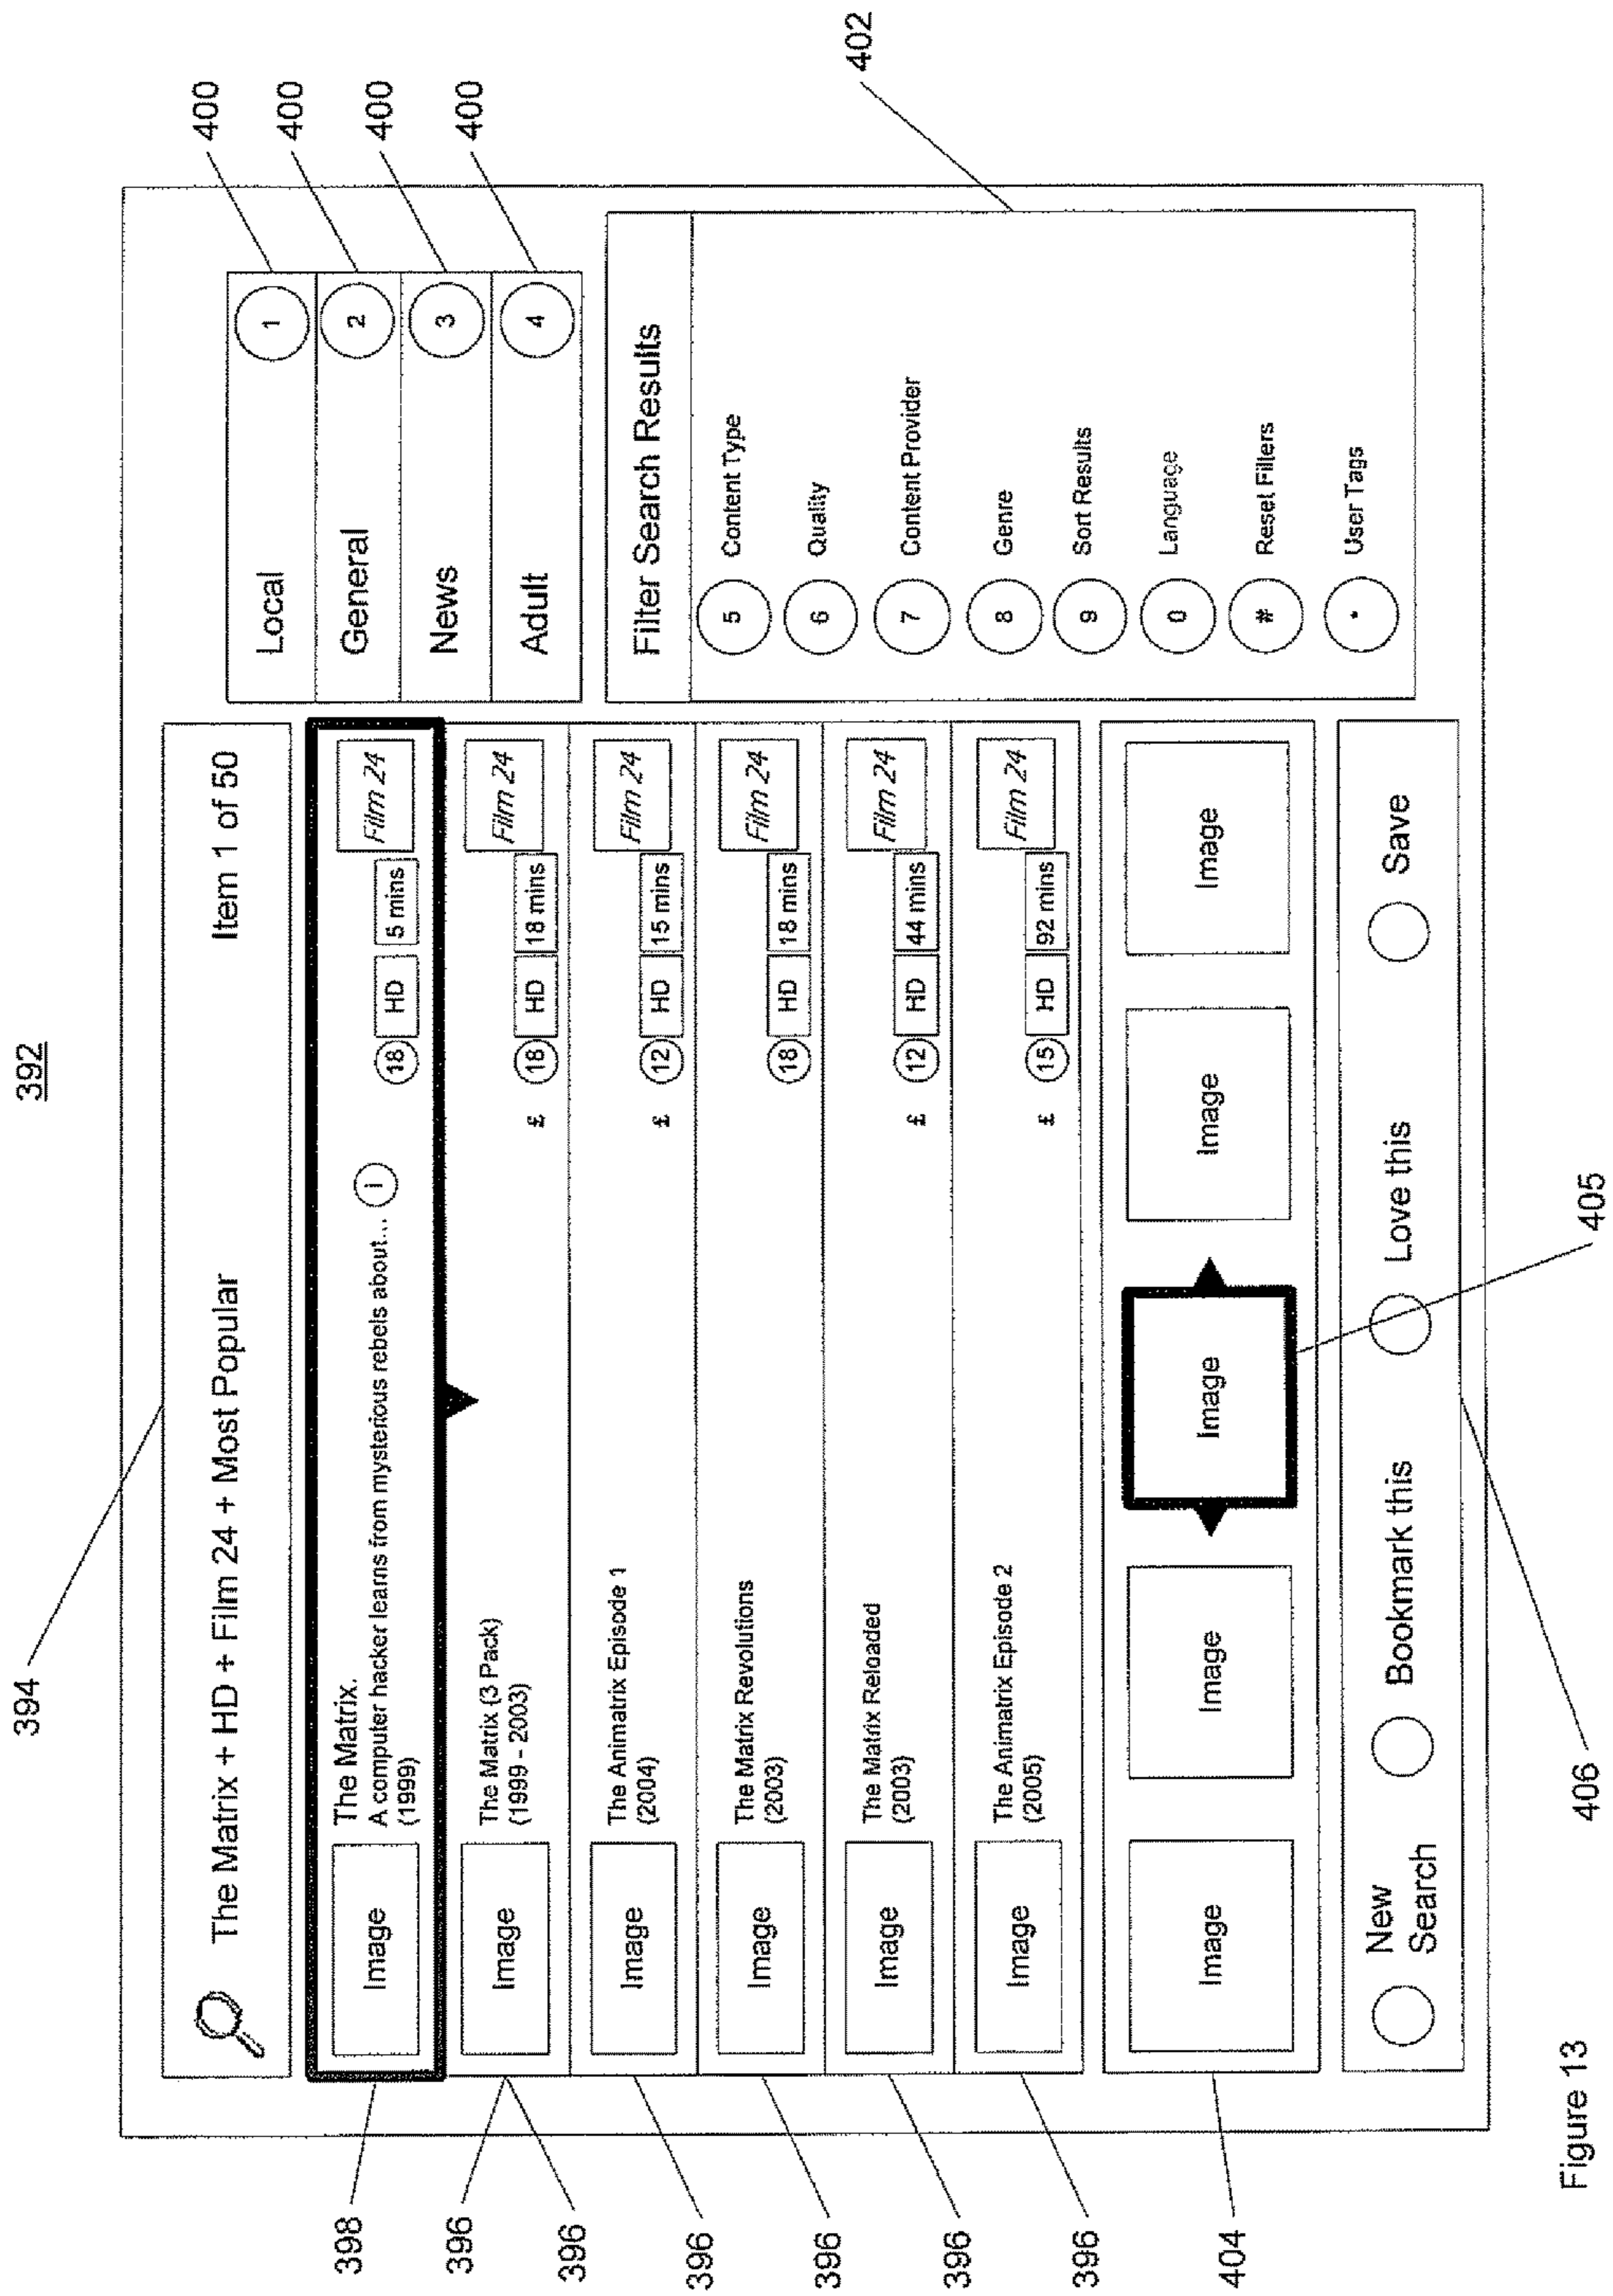 392
394
The Matrix + HD + Film 24 + Most Popular
Item 1 of 50
398
Image
The Matrix.
A computer hacker learns from mysterious rebels about... i
(1999)
18
HD
5 mins
Film 24
396
Image
The Matrix (3 Pack)
(1999 - 2003)
£
18
HD
18 mins
Film 24
396
Image
The Animatrix Episode 1
(2004)
£
12
HD
15 mins
Film 24
396
Image
The Matrix Revolutions
(2003)
18
HD
18 mins
Film 24
396
Image
The Matrix Reloaded
(2003)
£
12
HD
44 mins
Film 24
396
Image
The Animatrix Episode 2
(2005)
£
15
HD
92 mins
Film 24
396
404
Image
Image
Image
Image
Image
New
Search
Bookmark this
Love this
Save
406
405
Local
1
400
General
2
400
News
3
400
Adult
4
400
Filter Search Results
402
5 Content Type
6 Quality
7 Content Provider
8 Genre
9 Sort Results
0 Language
# Reset Filters
* User Tags
Figure 13